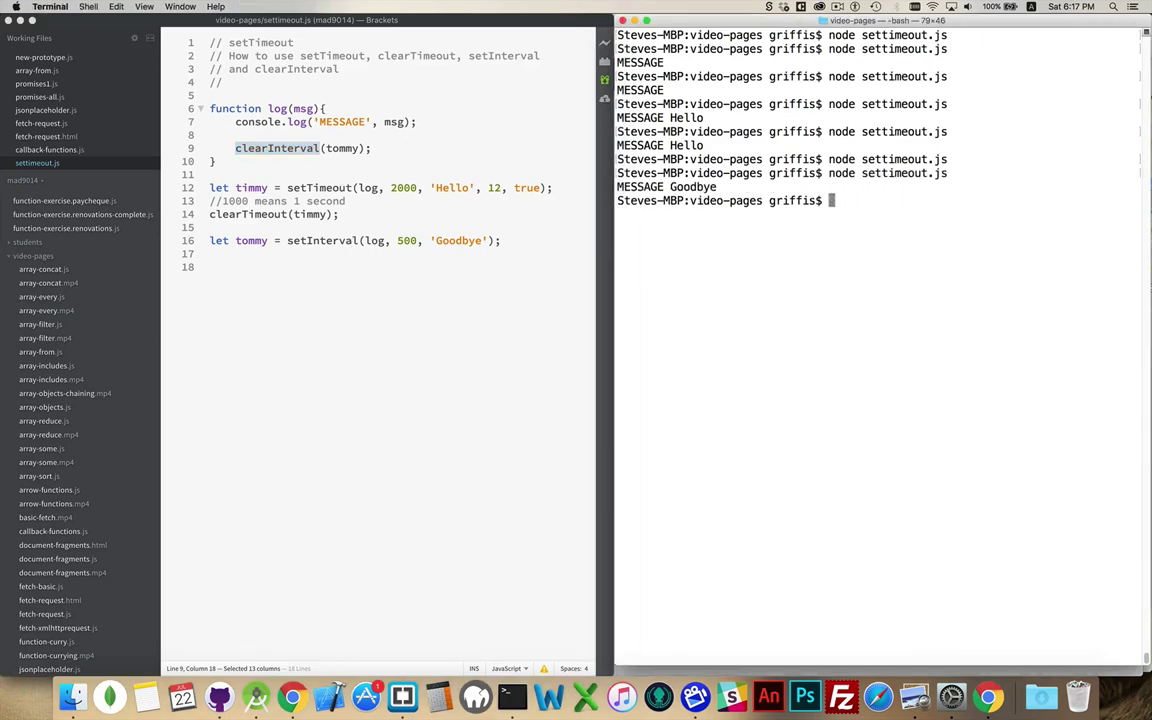 Terminal Shell Edit View Window Help
100% Sat 6:17 PM
video-pages/settimeout.js (mad9014) — Brackets
video-pages — -bash — 79×46
Working Files
new-prototype.js
array-from.js
promises1.js
promises-all.js
jsonplaceholder.js
fetch-request.js
fetch-request.html
callback-functions.js
settimeout.js
mad9014
function-exercise.paycheque.js
function-exercise.renovations-complete.js
function-exercise.renovations.js
students
video-pages
array-concat.js
array-concat.mp4
array-every.js
array-every.mp4
array-filter.js
array-filter.mp4
array-from.js
array-includes.js
array-includes.mp4
array-objects-chaining.mp4
array-objects.js
array-reduce.js
array-reduce.mp4
array-some.js
array-some.mp4
array-sort.js
arrow-functions.js
arrow-functions.mp4
basic-fetch.mp4
callback-functions.js
document-fragments.html
document-fragments.js
document-fragments.mp4
fetch-basic.js
fetch-request.html
fetch-request.js
fetch-xmlhttprequest.js
function-curry.js
function-currying.mp4
jsonplaceholder.js
1 // setTimeout
2 // How to use setTimeout, clearTimeout, setInterval
3 // and clearInterval
4 //
5
6 function log(msg){
7 console.log('MESSAGE', msg);
8
9 clearInterval(tommy);
10 }
11
12 let timmy = setTimeout(log, 2000, 'Hello', 12, true);
13 //1000 means 1 second
14 clearTimeout(timmy);
15
16 let tommy = setInterval(log, 500, 'Goodbye');
17
18
Line 9, Column 18 — Selected 13 columns — 18 Lines
INS JavaScript Spaces: 4
Steves-MBP:video-pages griffis$ node settimeout.js
Steves-MBP:video-pages griffis$ node settimeout.js
MESSAGE
Steves-MBP:video-pages griffis$ node settimeout.js
MESSAGE
Steves-MBP:video-pages griffis$ node settimeout.js
MESSAGE Hello
Steves-MBP:video-pages griffis$ node settimeout.js
MESSAGE Hello
Steves-MBP:video-pages griffis$ node settimeout.js
Steves-MBP:video-pages griffis$ node settimeout.js
MESSAGE Goodbye
Steves-MBP:video-pages griffis$
JUL
22
1
An
Ps
Fz